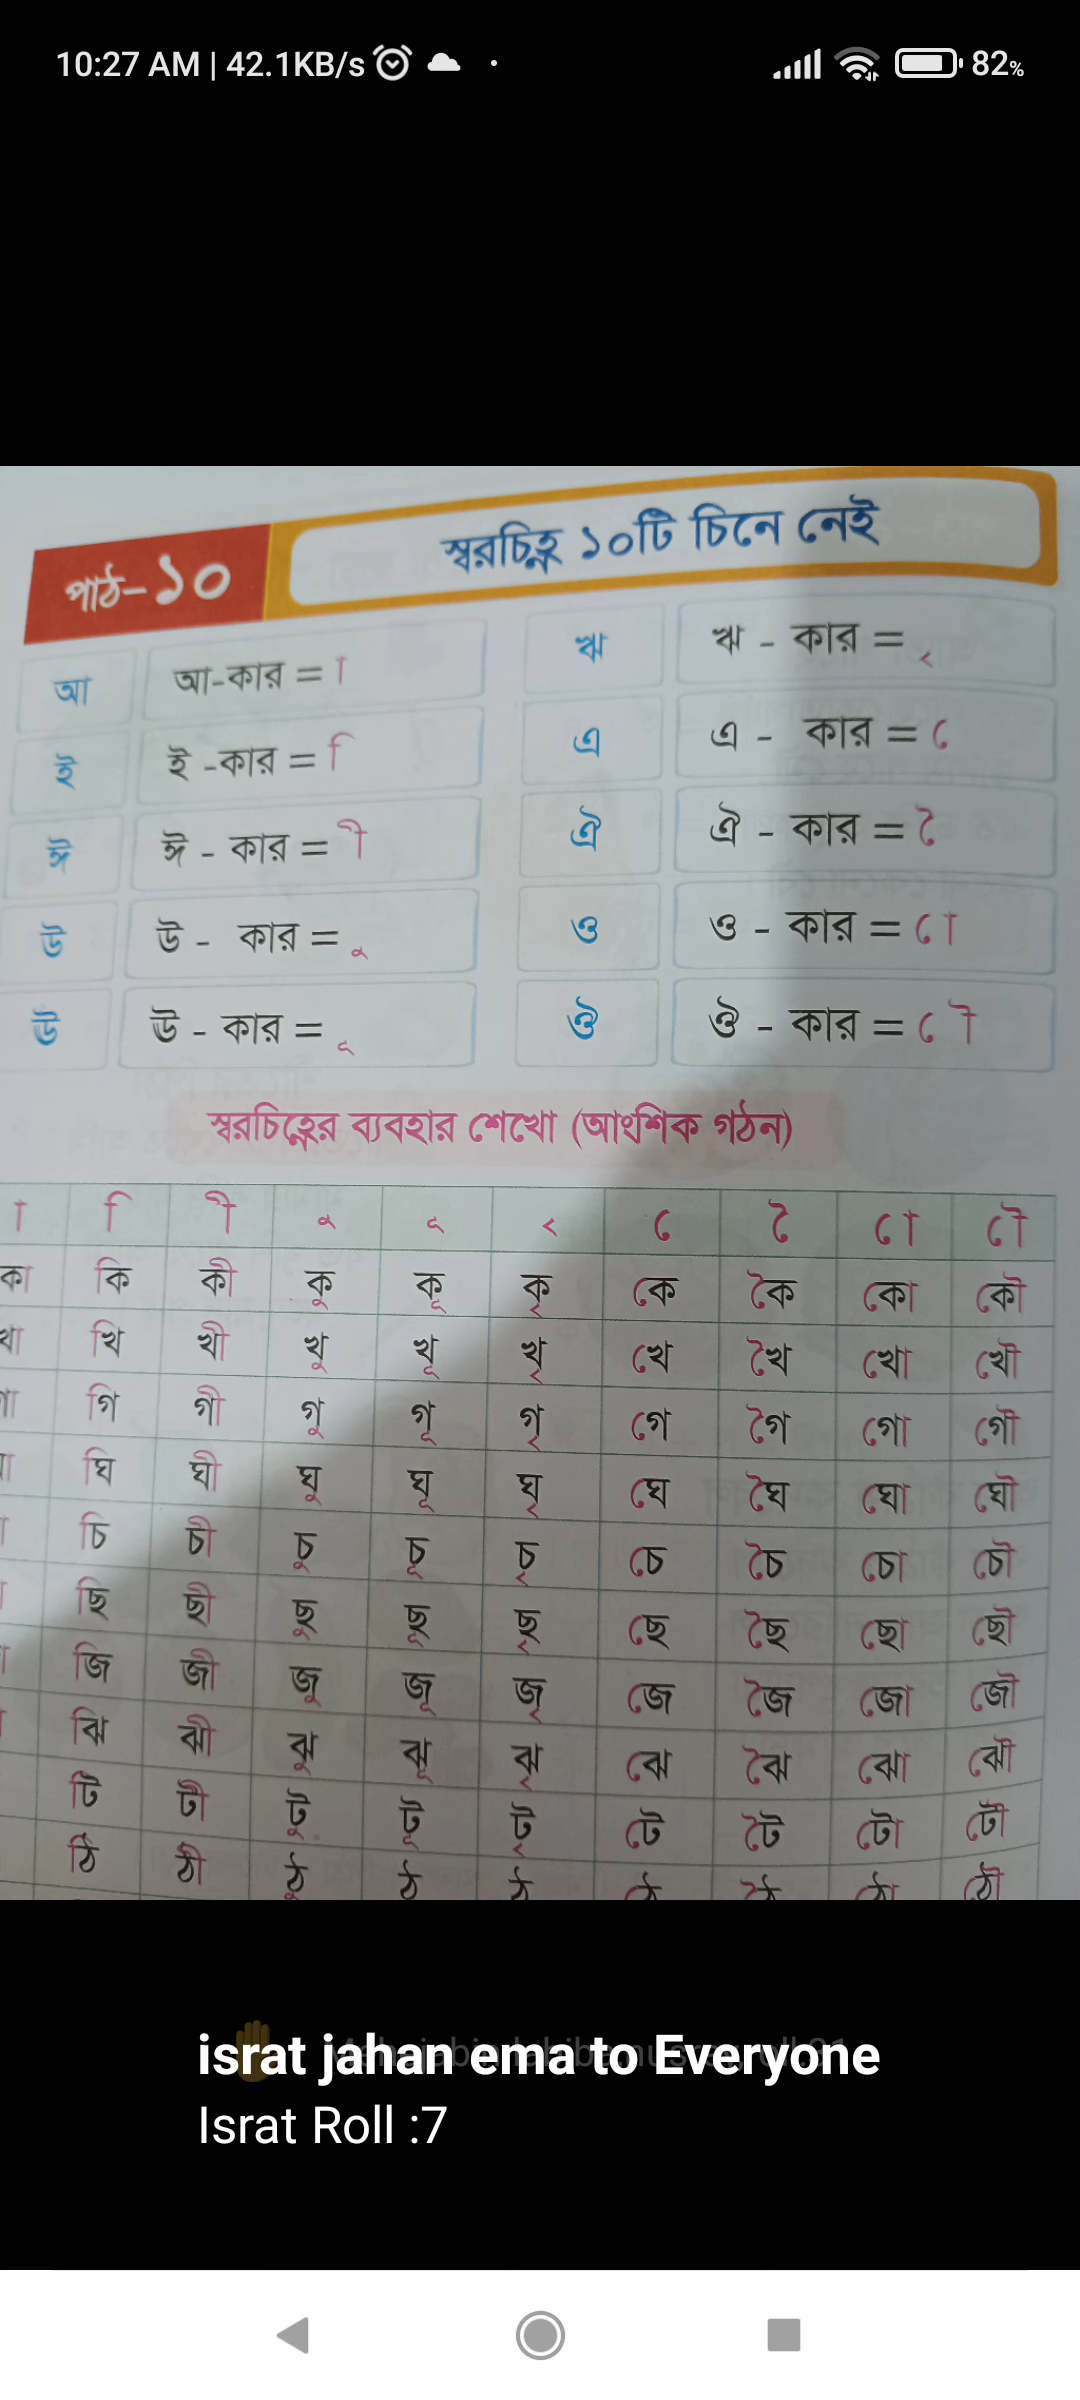 10:27 AM | 42.1KB/s
82%
পাঠ-১০
স্বরচিহ্ন ১০টি চিনে নেই
আ আ-কার = া ঋ ঋ - কার = ৃ
ই ই -কার = ি এ এ - কার = ে
ঈ ঈ - কার = ী ঐ ঐ - কার = ৈ
উ উ - কার = ু ও ও - কার = ো
ঊ ঊ - কার = ূ ঔ ঔ - কার = ৌ
স্বরচিহ্নের ব্যবহার শেখো (আংশিক গঠন)
া ি ী ু ূ ৃ ে ৈ ো ৌ
কা কি কী কু কূ কৃ কে কৈ কো কৌ
খা খি খী খু খূ খৃ খে খৈ খো খৌ
গি গী গু গূ গৃ গে গৈ গো গৌ
ঘি ঘী ঘু ঘূ ঘৃ ঘে ঘৈ ঘো ঘৌ
চি চী চু চূ চৃ চে চৈ চো চৌ
ছি ছী ছু ছূ ছৃ ছে ছৈ ছো ছৌ
জি জী জু জূ জৃ জে জৈ জো জৌ
ঝি ঝী ঝু ঝূ ঝৃ ঝে ঝৈ ঝো ঝৌ
টি টী টু টূ টৃ টে টৈ টো টৌ
ঠি ঠী ঠু ঠৌ
israt jahan ema to Everyone
Israt Roll :7